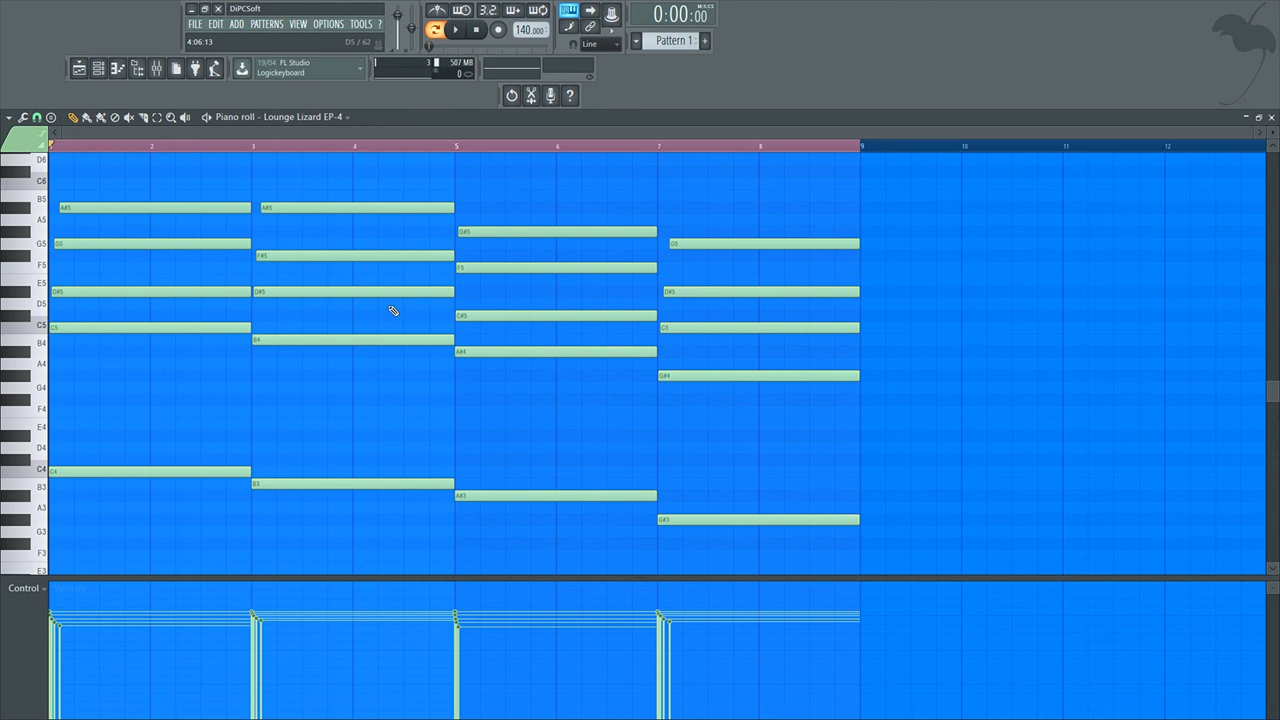 DiPCSoft
FILE EDIT ADD PATTERNS VIEW OPTIONS TOOLS ?
4:06:13 D5 / 62
3.2.
140.000
Line
0:00:00
M:S:CS
Pattern 1
19/04 FL Studio
Logickeyboard
3 507 MB
0
?
Piano roll - Lounge Lizard EP-4
2 3 4 5 6 7 8 9 10 11 12
D6
C6
B5
A#5 A#5
A5
G#5
G5 G5 G5
F#5
F5 F5
E5
D#5 D#5 D#5
D5
C#5
C5 C5 C5
B4 B4
A#4
A4
G#4
G4
F4
E4
D4
C4 C4
B3 B3
A#3
A3
G#3
G3
F3
E3
Control Velocity